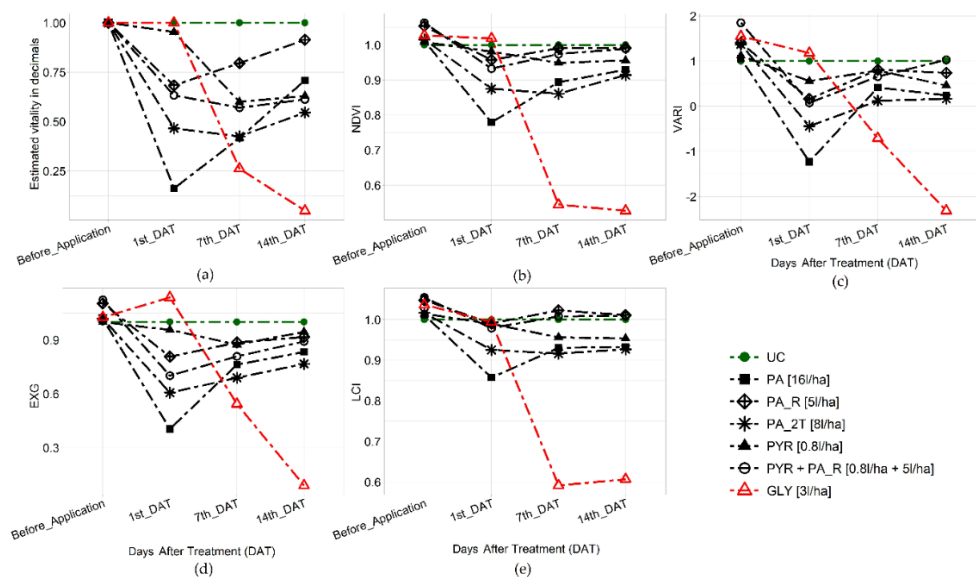 1.00
0.75
0.50
0.25
Estimated vitality in decimals
Before_Application
1st_DAT
7th_DAT
14th_DAT
(a)
1.0
0.9
0.8
0.7
0.6
NDVI
Before_Application
1st_DAT
7th_DAT
14th_DAT
(b)
2
1
0
-1
-2
VARI
Before_Application
1st_DAT
7th_DAT
14th_DAT
Days After Treatment (DAT)
(c)
0.9
0.6
0.3
EXG
Before_Application
1st_DAT
7th_DAT
14th_DAT
Days After Treatment (DAT)
(d)
1.0
0.9
0.8
0.7
0.6
LCI
Before_Application
1st_DAT
7th_DAT
14th_DAT
Days After Treatment (DAT)
(e)
UC
PA [16l/ha]
PA_R [5l/ha]
PA_2T [8l/ha]
PYR [0.8l/ha]
PYR + PA_R [0.8l/ha + 5l/ha]
GLY [3l/ha]